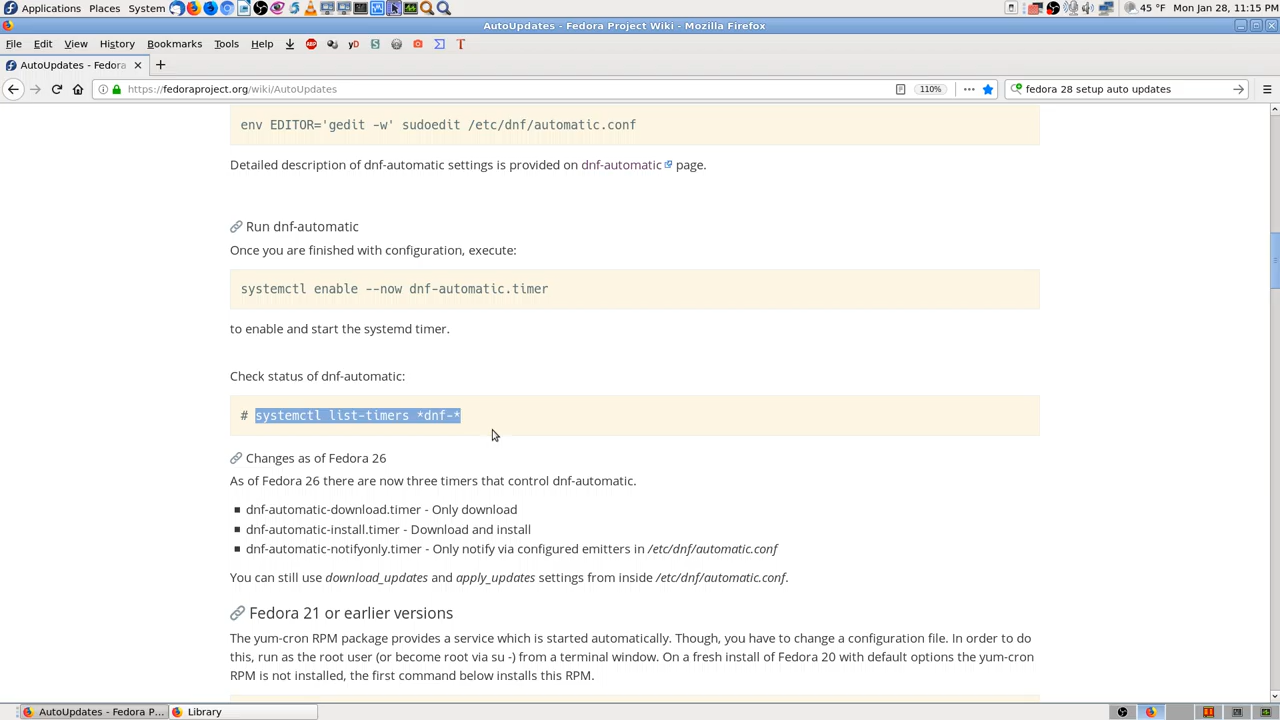 Applications Places System 45 °F Mon Jan 28, 11:15 PM
AutoUpdates - Fedora Project Wiki - Mozilla Firefox
File Edit View History Bookmarks Tools Help
AutoUpdates - Fedora
https://fedoraproject.org/wiki/AutoUpdates 110% fedora 28 setup auto updates
env EDITOR='gedit -w' sudoedit /etc/dnf/automatic.conf
Detailed description of dnf-automatic settings is provided on dnf-automatic page.
Run dnf-automatic
Once you are finished with configuration, execute:
systemctl enable --now dnf-automatic.timer
to enable and start the systemd timer.
Check status of dnf-automatic:
# systemctl list-timers *dnf-*
Changes as of Fedora 26
As of Fedora 26 there are now three timers that control dnf-automatic.
dnf-automatic-download.timer - Only download
dnf-automatic-install.timer - Download and install
dnf-automatic-notifyonly.timer - Only notify via configured emitters in /etc/dnf/automatic.conf
You can still use download_updates and apply_updates settings from inside /etc/dnf/automatic.conf.
Fedora 21 or earlier versions
The yum-cron RPM package provides a service which is started automatically. Though, you have to change a configuration file. In order to do
this, run as the root user (or become root via su -) from a terminal window. On a fresh install of Fedora 20 with default options the yum-cron
RPM is not installed, the first command below installs this RPM.
AutoUpdates - Fedora P... Library